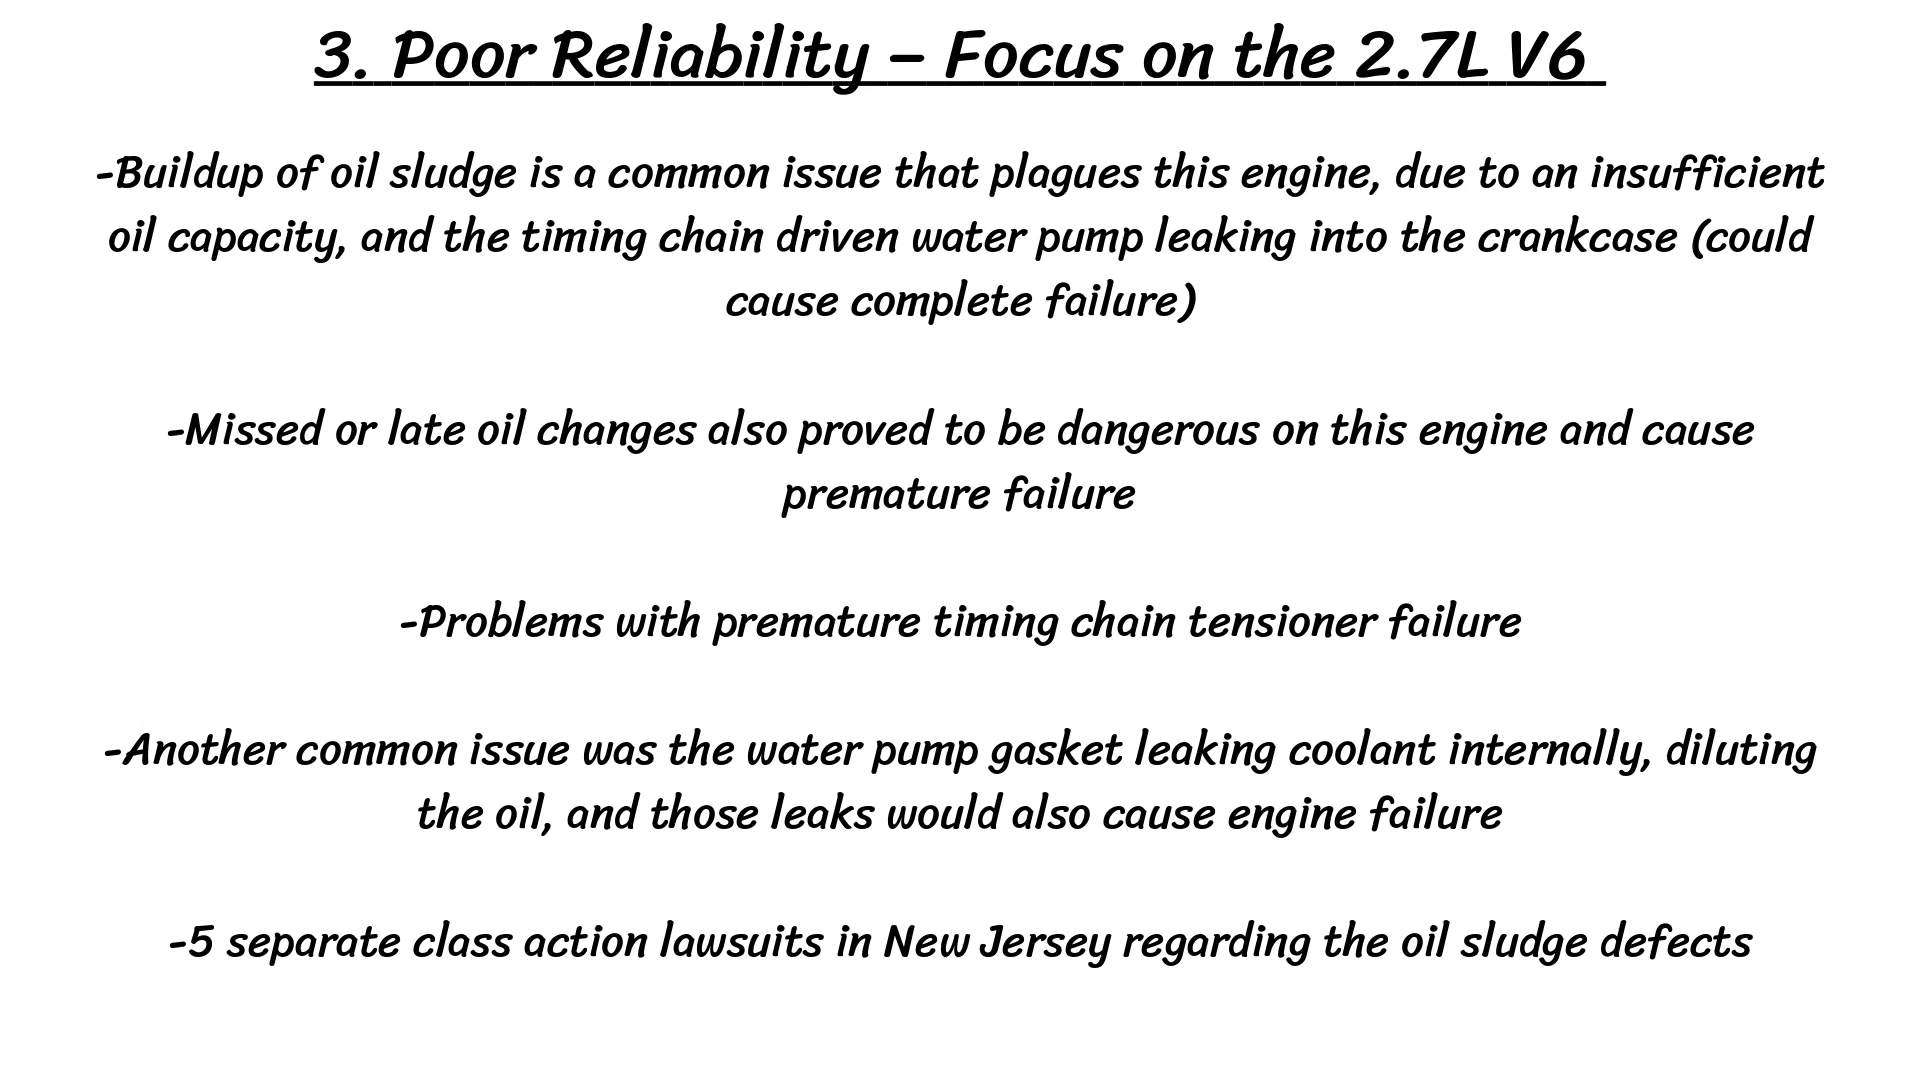 3. Poor Reliability – Focus on the 2.7L V6
-Buildup of oil sludge is a common issue that plagues this engine, due to an insufficient
oil capacity, and the timing chain driven water pump leaking into the crankcase (could
cause complete failure)
-Missed or late oil changes also proved to be dangerous on this engine and cause
premature failure
-Problems with premature timing chain tensioner failure
-Another common issue was the water pump gasket leaking coolant internally, diluting
the oil, and those leaks would also cause engine failure
-5 separate class action lawsuits in New Jersey regarding the oil sludge defects